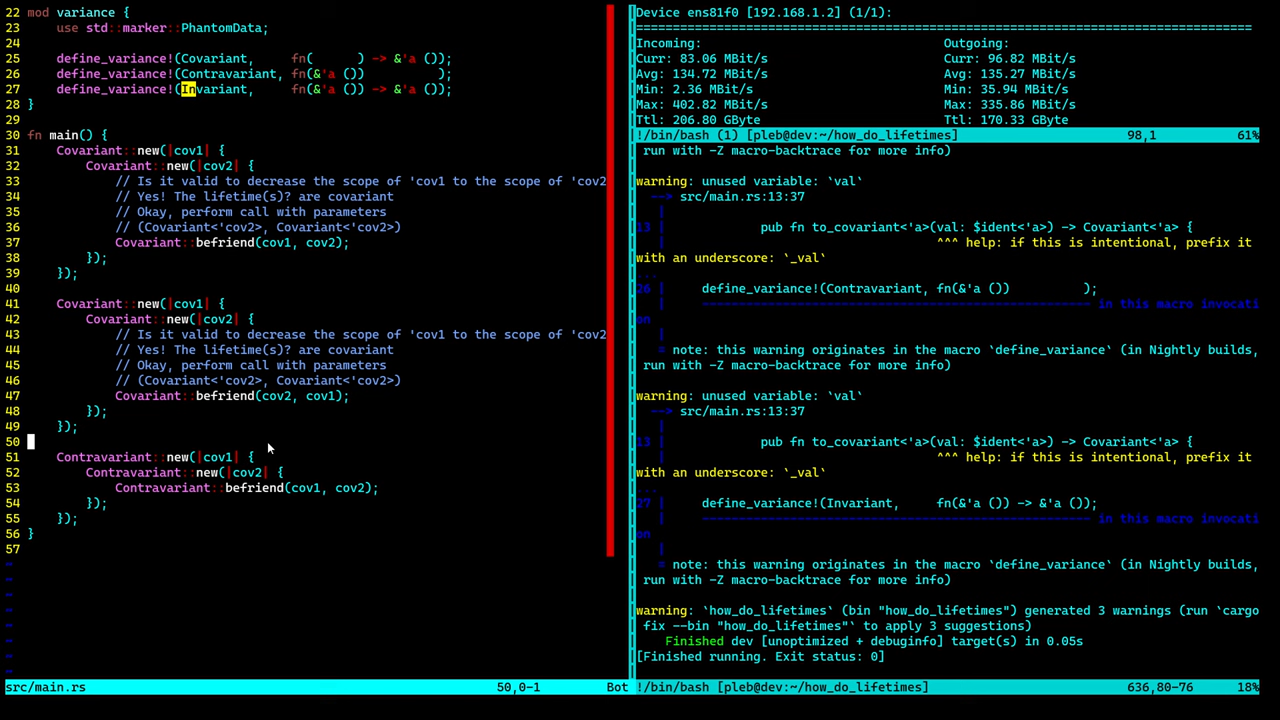 22 mod variance {
23     use std::marker::PhantomData;
24
25     define_variance!(Covariant,     fn(      ) -> &'a ());
26     define_variance!(Contravariant, fn(&'a ())          );
27     define_variance!(Invariant,     fn(&'a ()) -> &'a ());
28 }
29
30 fn main() {
31     Covariant::new(|cov1| {
32         Covariant::new(|cov2| {
33             // Is it valid to decrease the scope of 'cov1 to the scope of 'cov2
34             // Yes! The lifetime(s)? are covariant
35             // Okay, perform call with parameters
36             // (Covariant<'cov2>, Covariant<'cov2>)
37             Covariant::befriend(cov1, cov2);
38         });
39     });
40
41     Covariant::new(|cov1| {
42         Covariant::new(|cov2| {
43             // Is it valid to decrease the scope of 'cov1 to the scope of 'cov2
44             // Yes! The lifetime(s)? are covariant
45             // Okay, perform call with parameters
46             // (Covariant<'cov2>, Covariant<'cov2>)
47             Covariant::befriend(cov2, cov1);
48         });
49     });
50
51     Contravariant::new(|cov1| {
52         Contravariant::new(|cov2| {
53             Contravariant::befriend(cov1, cov2);
54         });
55     });
56 }
57
~
~
~
~
~
~
~
src/main.rs 50,0-1 Bot
Device ens81f0 [192.168.1.2] (1/1):
================================================================================
Incoming: Outgoing:
Curr: 83.06 MBit/s Curr: 96.82 MBit/s
Avg: 134.72 MBit/s Avg: 135.27 MBit/s
Min: 2.36 MBit/s Min: 35.94 MBit/s
Max: 402.82 MBit/s Max: 335.86 MBit/s
Ttl: 206.80 GByte Ttl: 170.33 GByte
!/bin/bash (1) [pleb@dev:~/how_do_lifetimes] 98,1 61%
run with -Z macro-backtrace for more info)
warning: unused variable: `val`
--> src/main.rs:13:37
|
13 |             pub fn to_covariant<'a>(val: $ident<'a>) -> Covariant<'a> {
^^^ help: if this is intentional, prefix it
with an underscore: `_val`
...
26 |     define_variance!(Contravariant, fn(&'a ())          );
----------------------------------------------------- in this macro invocati
on
|
= note: this warning originates in the macro `define_variance` (in Nightly builds,
run with -Z macro-backtrace for more info)
warning: unused variable: `val`
--> src/main.rs:13:37
|
13 |             pub fn to_covariant<'a>(val: $ident<'a>) -> Covariant<'a> {
^^^ help: if this is intentional, prefix it
with an underscore: `_val`
...
27 |     define_variance!(Invariant,     fn(&'a ()) -> &'a ());
----------------------------------------------------- in this macro invocati
on
|
= note: this warning originates in the macro `define_variance` (in Nightly builds,
run with -Z macro-backtrace for more info)
warning: `how_do_lifetimes` (bin "how_do_lifetimes") generated 3 warnings (run `cargo
fix --bin "how_do_lifetimes"` to apply 3 suggestions)
Finished dev [unoptimized + debuginfo] target(s) in 0.05s
[Finished running. Exit status: 0]
!/bin/bash [pleb@dev:~/how_do_lifetimes] 636,80-76 18%